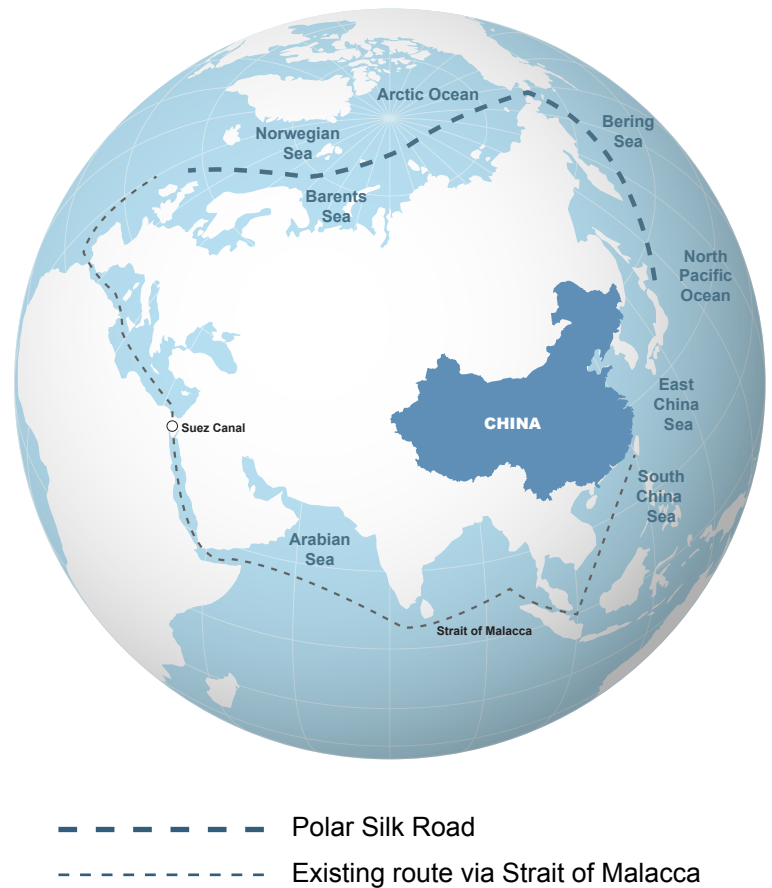 Arctic Ocean
Bering
Sea
Norwegian
Sea
Barents
Sea
North
Pacific
Ocean
East
China
Sea
CHINA
Suez Canal
South
China
Sea
Arabian
Sea
Strait of Malacca
Polar Silk Road
Existing route via Strait of Malacca